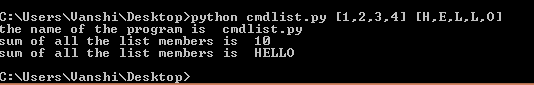 C:\Users\Vanshi\Desktop>python cmdlist.py [1,2,3,4] [H,E,L,L,O]
the name of the program is  cmdlist.py
sum of all the list members is  10
sum of all the list members is  HELLO
C:\Users\Vanshi\Desktop>